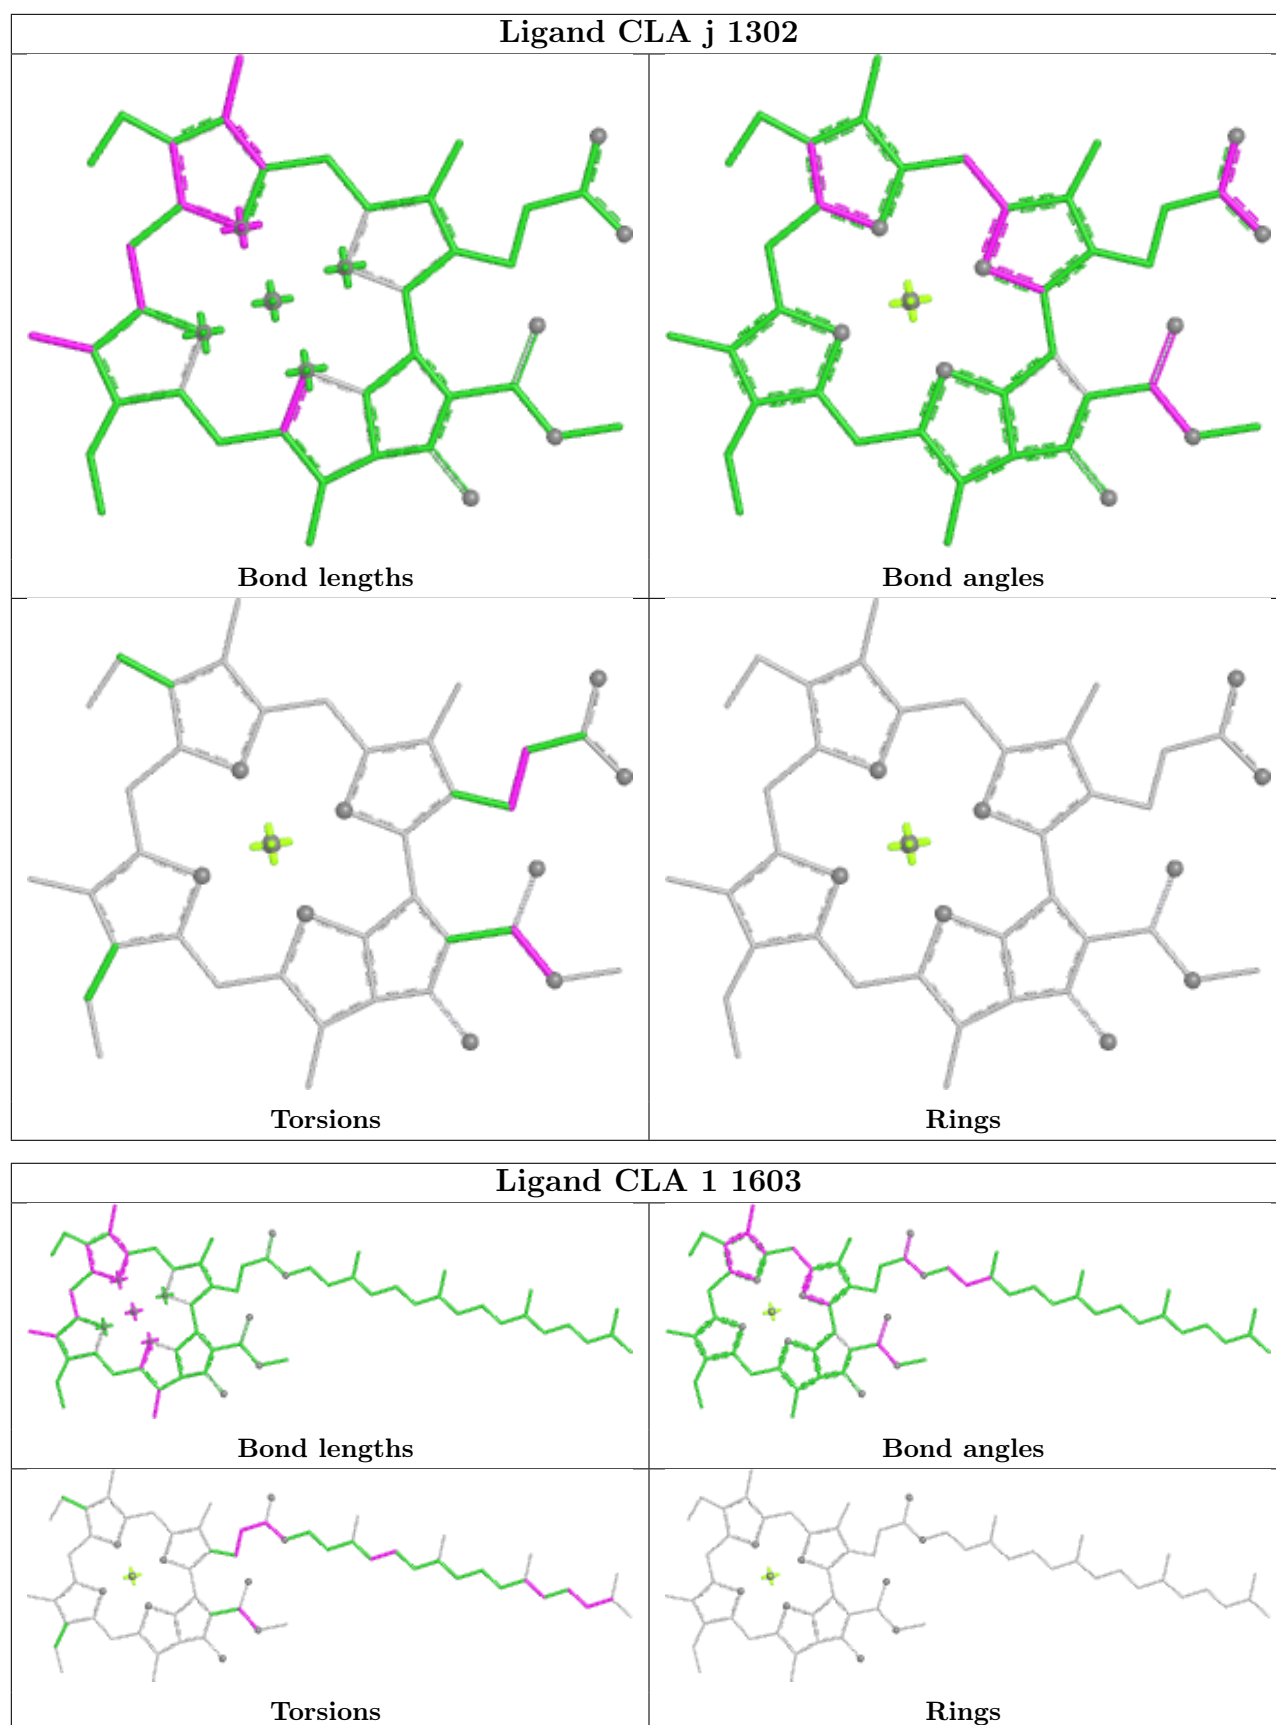 Ligand CLA j 1302
Bond lengths
Bond angles
Torsions
Rings
Ligand CLA 1 1603
Bond lengths
Bond angles
Torsions
Rings